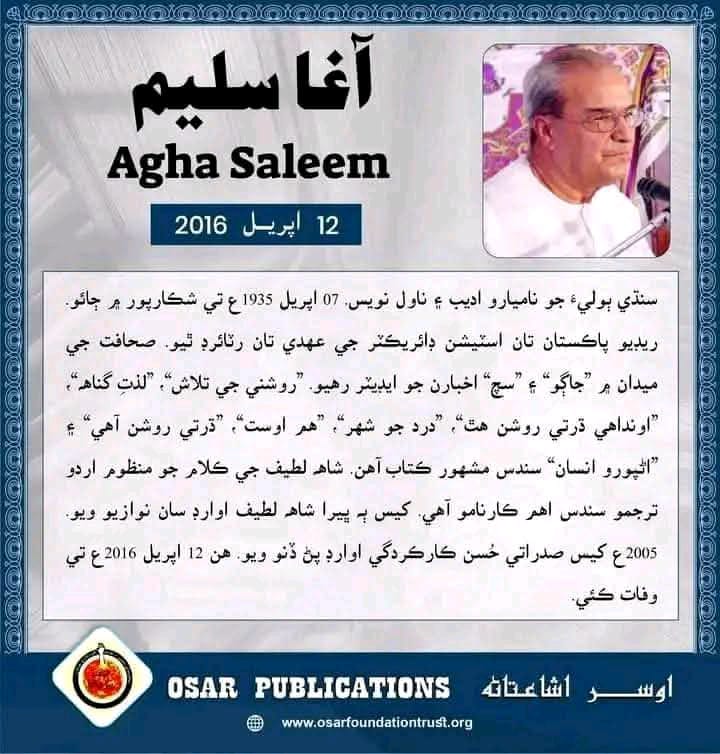 آغا سليم
Agha Saleem
12 اپريل 2016
سنڌي ٻوليءَ جو ناميارو اديب ۽ ناول نويس. 07 اپريل 1935ع تي شڪارپور ۾ ڄائو.
ريڊيو پاڪستان تان اسٽيشن ڊائريڪٽر جي عهدي تان رٽائرڊ ٿيو. صحافت جي
ميدان ۾ ”جاڳو“ ۽ ”سچ“ اخبارن جو ايڊيٽر رهيو. ”روشني جي تلاش“، ”لذتِ گناهه“،
”اونداهي ڌرتي روشن هٿ“، ”درد جو شهر“، ”هم اوست“، ”ڌرتي روشن آهي“ ۽
”اڻپورو انسان“ سندس مشهور ڪتاب آهن. شاهه لطيف جي ڪلام جو منظوم اردو
ترجمو سندس اهم ڪارنامو آهي. کيس ٻه ڀيرا شاهه لطيف اوارڊ سان نوازيو ويو.
2005ع کيس صدراتي حُسن ڪارڪردگي اوارڊ پڻ ڏنو ويو. هن 12 اپريل 2016ع تي
وفات ڪئي.
OSAR PUBLICATIONS اوسر اشاعتاڻه
www.osarfoundationtrust.org